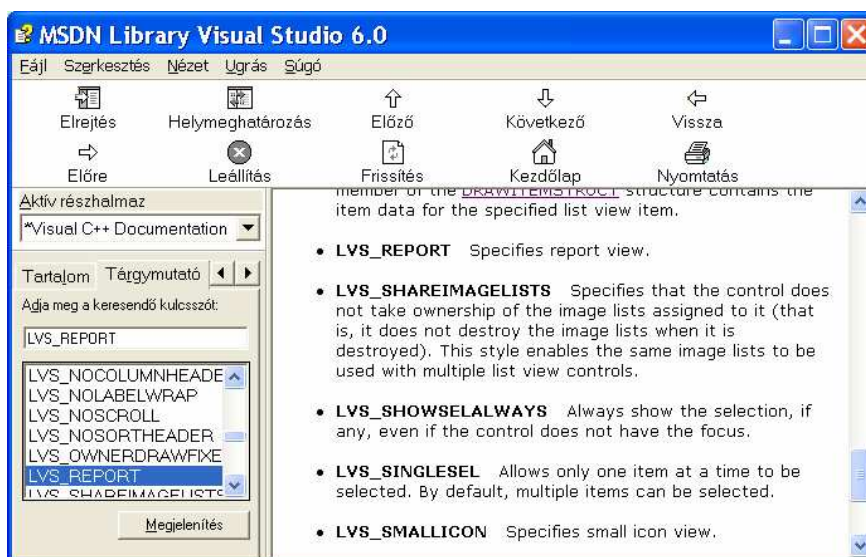 MSDN Library Visual Studio 6.0
Fájl Szerkesztés Nézet Ugrás Súgó
Elrejtés Helymeghatározás Előző Következő Vissza
Előre Leállítás Frissítés Kezdőlap Nyomtatás
Aktív részhalmaz
*Visual C++ Documentation
Tartalom Tárgymutató
Adja meg a keresendő kulcsszót:
LVS_REPORT
LVS_NOCOLUMNHEADE
LVS_NOLABELWRAP
LVS_NOSCROLL
LVS_NOSORTHEADER
LVS_OWNERDRAWFIXE
LVS_REPORT
LVS_SHAREIMAGELISTS
Megjelenítés
member of the DRAWITEMSTRUCT structure contains the
item data for the specified list view item.
• LVS_REPORT Specifies report view.
• LVS_SHAREIMAGELISTS Specifies that the control does
not take ownership of the image lists assigned to it (that
is, it does not destroy the image lists when it is
destroyed). This style enables the same image lists to be
used with multiple list view controls.
• LVS_SHOWSELALWAYS Always show the selection, if
any, even if the control does not have the focus.
• LVS_SINGLESEL Allows only one item at a time to be
selected. By default, multiple items can be selected.
• LVS_SMALLICON Specifies small icon view.